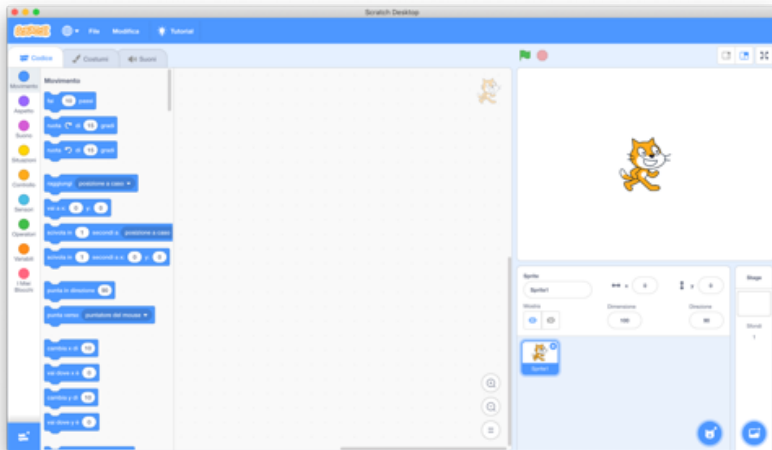 Scratch Desktop
SCRATCH
File Modifica Tutorial
Codice Costumi Suoni
Movimento
Aspetto
Suono
Situazioni
Controllo
Sensori
Operatori
Variabili
I Miei Blocchi
Movimento
fai 10 passi
ruota di 15 gradi
ruota di 15 gradi
raggiungi posizione a caso
vai a x: 0 y: 0
scivola in 1 secondi a posizione a caso
scivola in 1 secondi a x: 0 y: 0
punta in direzione 90
punta verso puntatore del mouse
cambia x di 10
vai dove x è 0
cambia y di 10
vai dove y è 0
Sprite
Sprite1
x 0
y 0
Mostra
Dimensione
100
Direzione
90
Sprite1
Stage
Sfondi
1